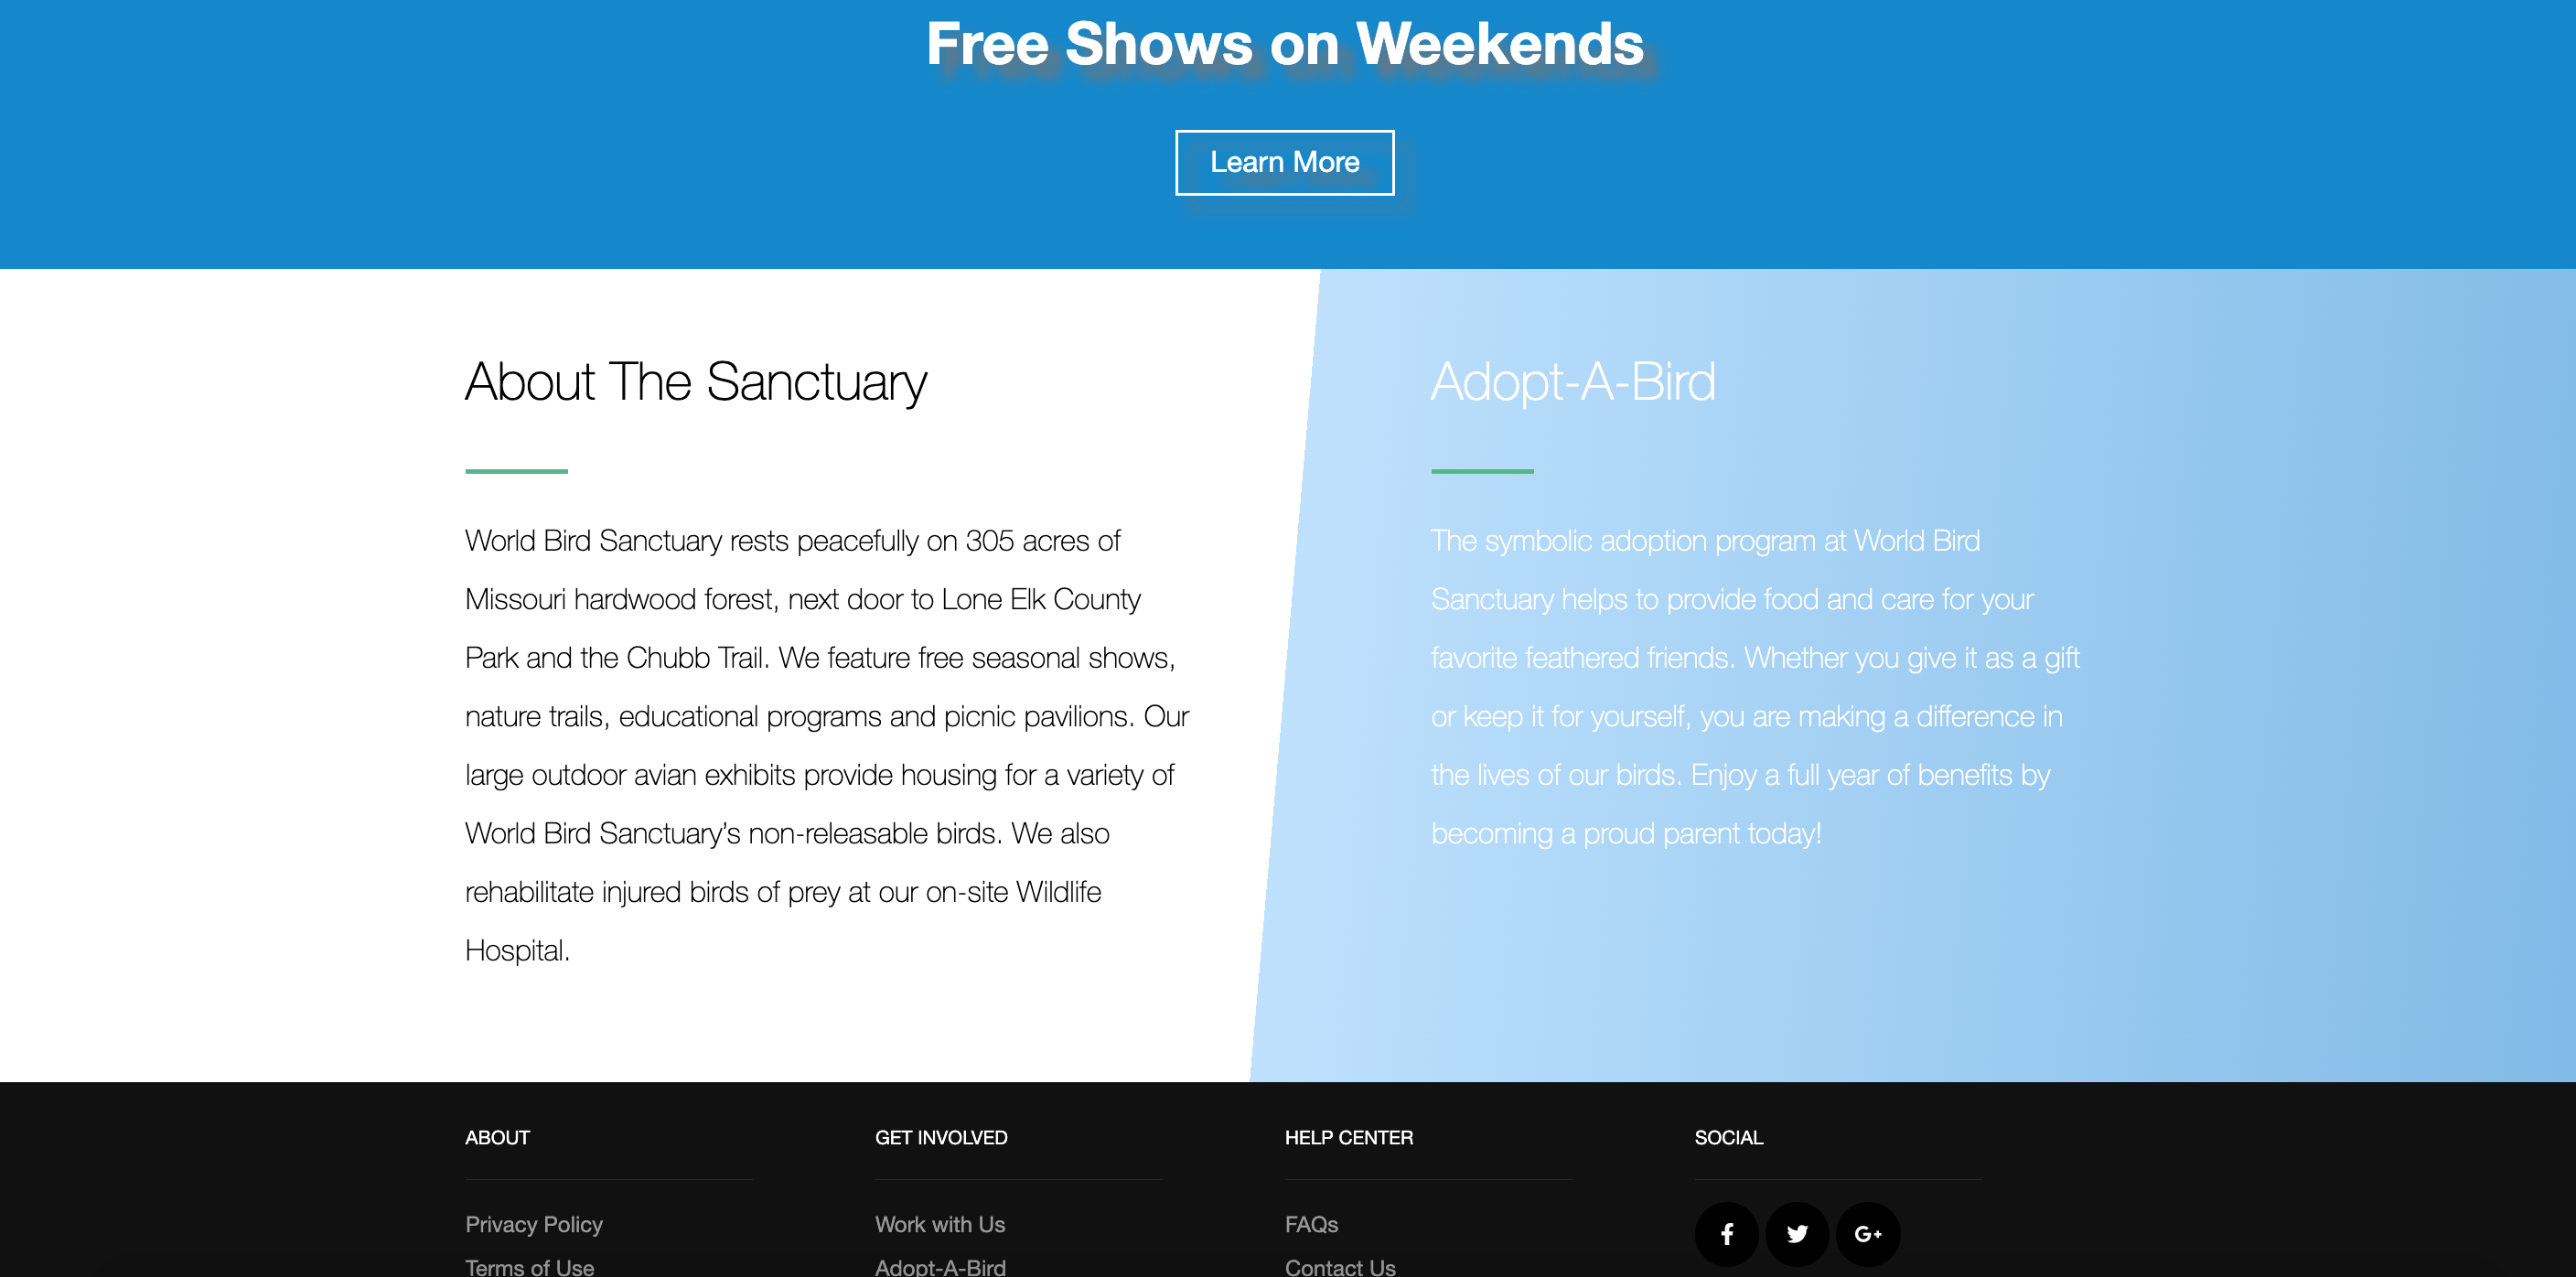 Free Shows on Weekends
Learn More
About The Sanctuary
World Bird Sanctuary rests peacefully on 305 acres of
Missouri hardwood forest, next door to Lone Elk County
Park and the Chubb Trail. We feature free seasonal shows,
nature trails, educational programs and picnic pavilions. Our
large outdoor avian exhibits provide housing for a variety of
World Bird Sanctuary’s non-releasable birds. We also
rehabilitate injured birds of prey at our on-site Wildlife
Hospital.
Adopt-A-Bird
The symbolic adoption program at World Bird
Sanctuary helps to provide food and care for your
favorite feathered friends. Whether you give it as a gift
or keep it for yourself, you are making a difference in
the lives of our birds. Enjoy a full year of benefits by
becoming a proud parent today!
ABOUT
Privacy Policy
Terms of Use
GET INVOLVED
Work with Us
Adopt-A-Bird
HELP CENTER
FAQs
Contact Us
SOCIAL
f
G+